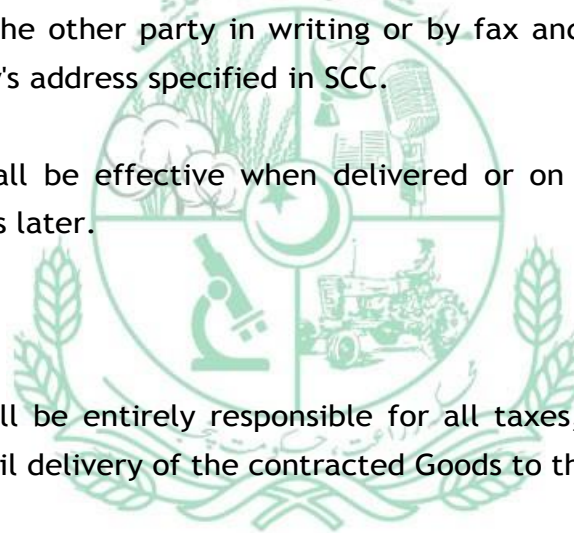 he other party in writing or by fax and
's address specified in SCC.
all be effective when delivered or on
s later.
ll be entirely responsible for all taxes,
il delivery of the contracted Goods to th